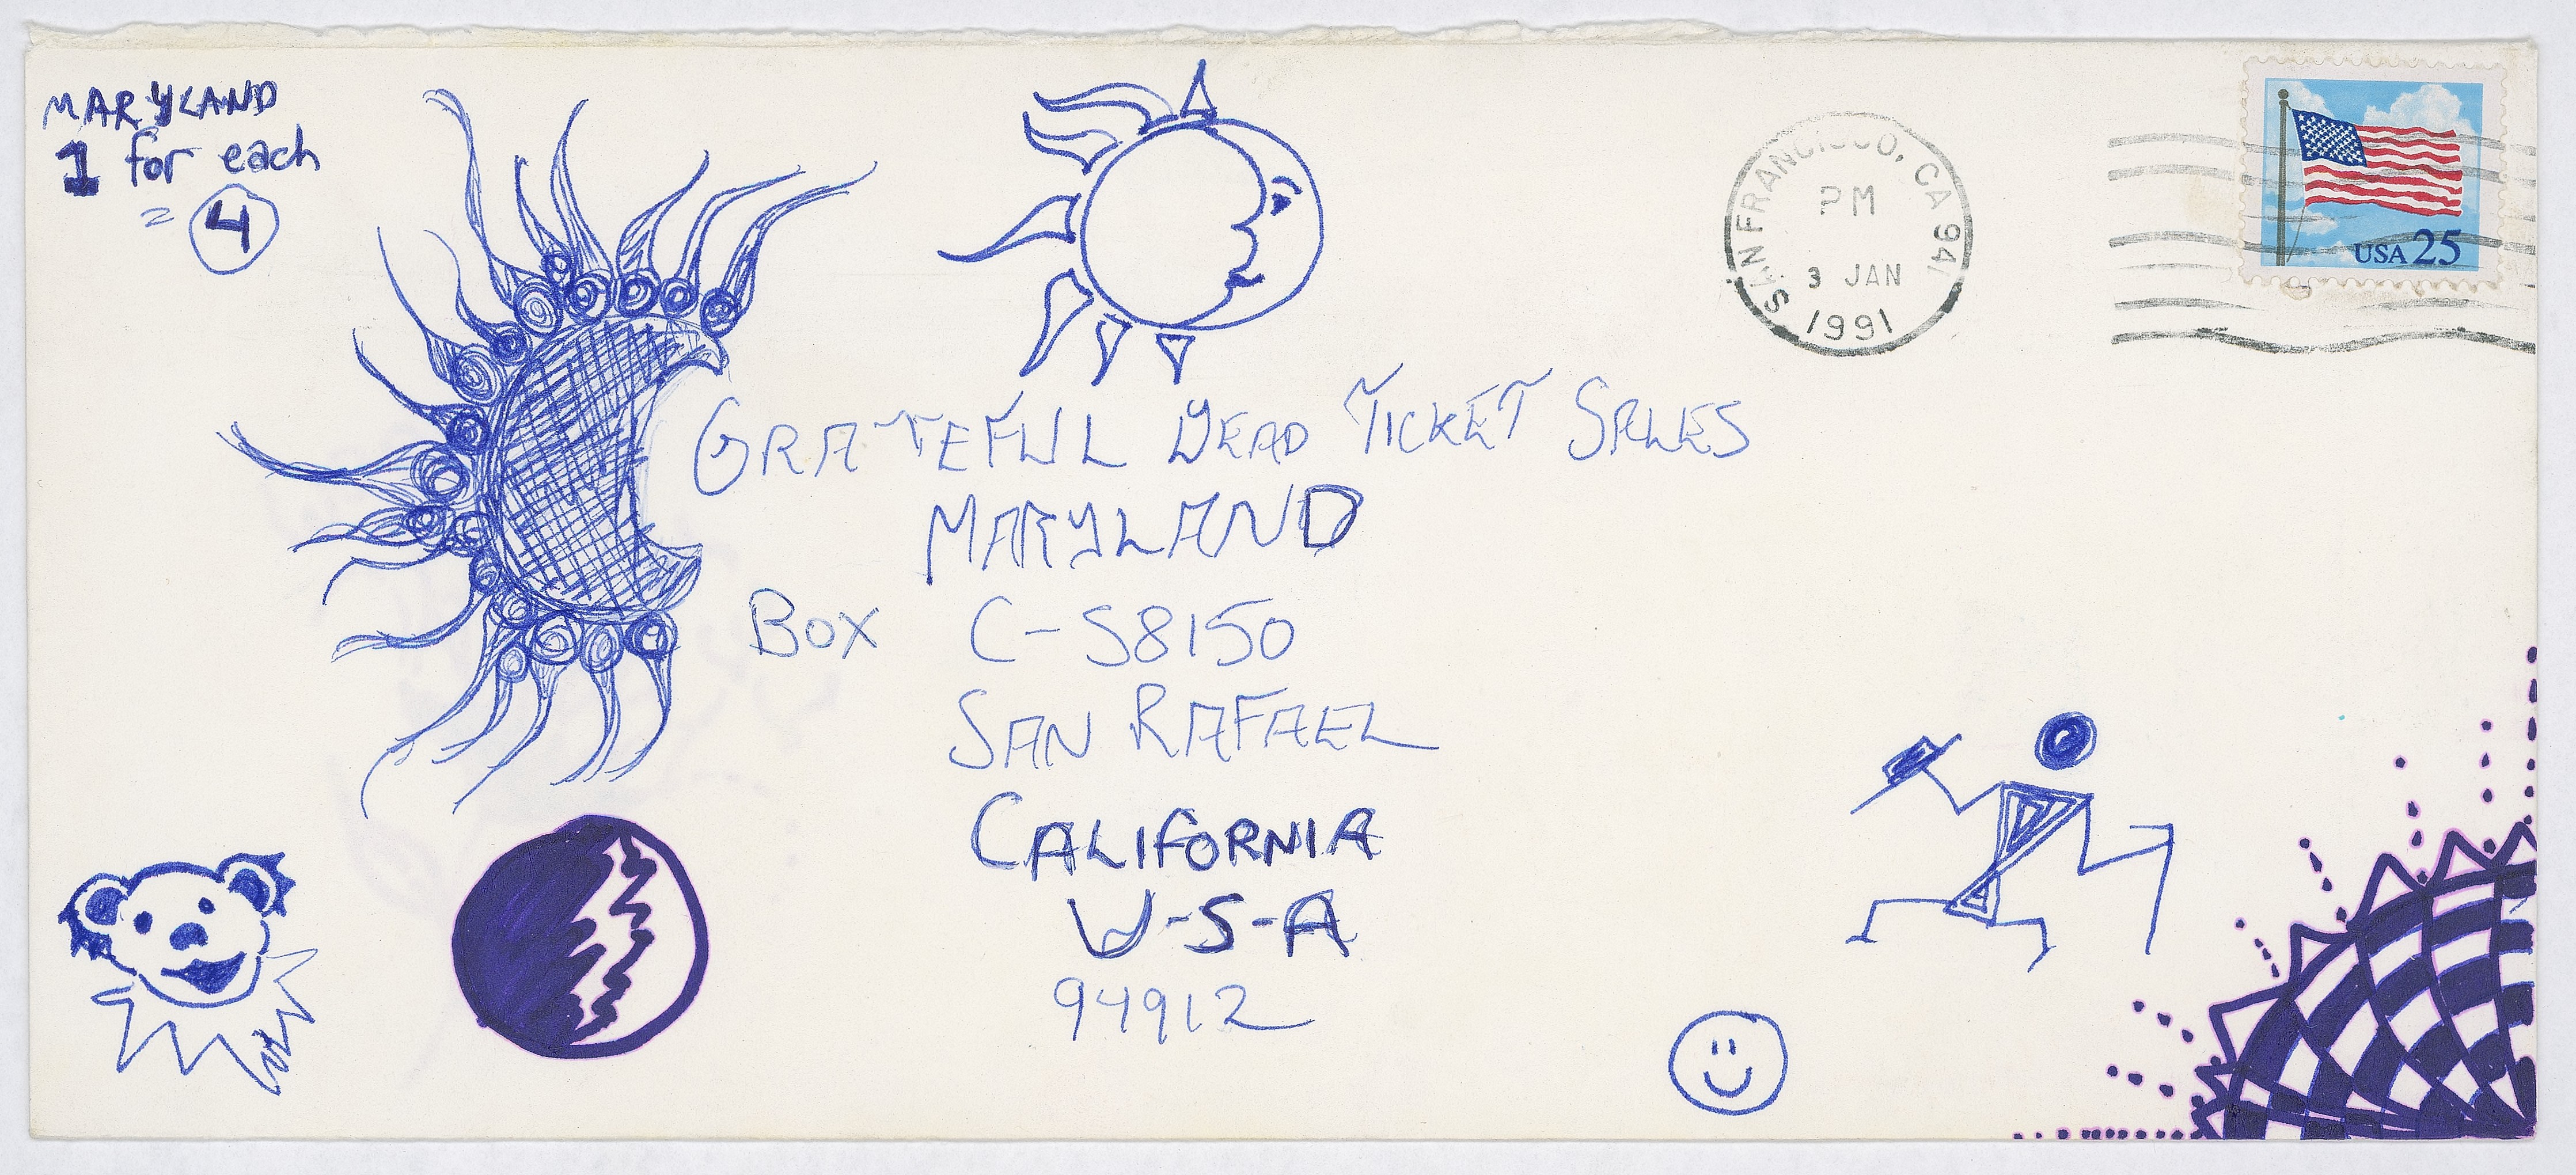 MARYLAND
1 for each
= 4
SAN FRANCISCO, CA 941
PM
3 JAN
1991
USA 25
GRATEFUL DEAD TICKET SALES
MARYLAND
BOX C-S8150
SAN RAFAEL
CALIFORNIA
U-S-A
94912